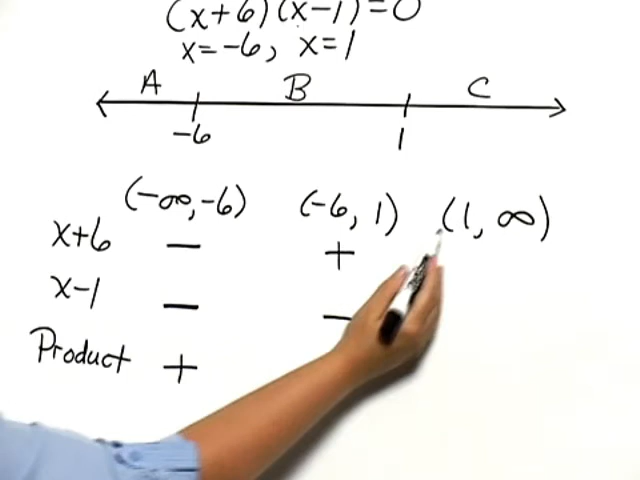 (x+6)(x-1)=0
x=-6, x=1
A B C
-6 1
(-∞,-6) (-6, 1) (1, ∞)
x+6 - +
x-1 - -
Product +